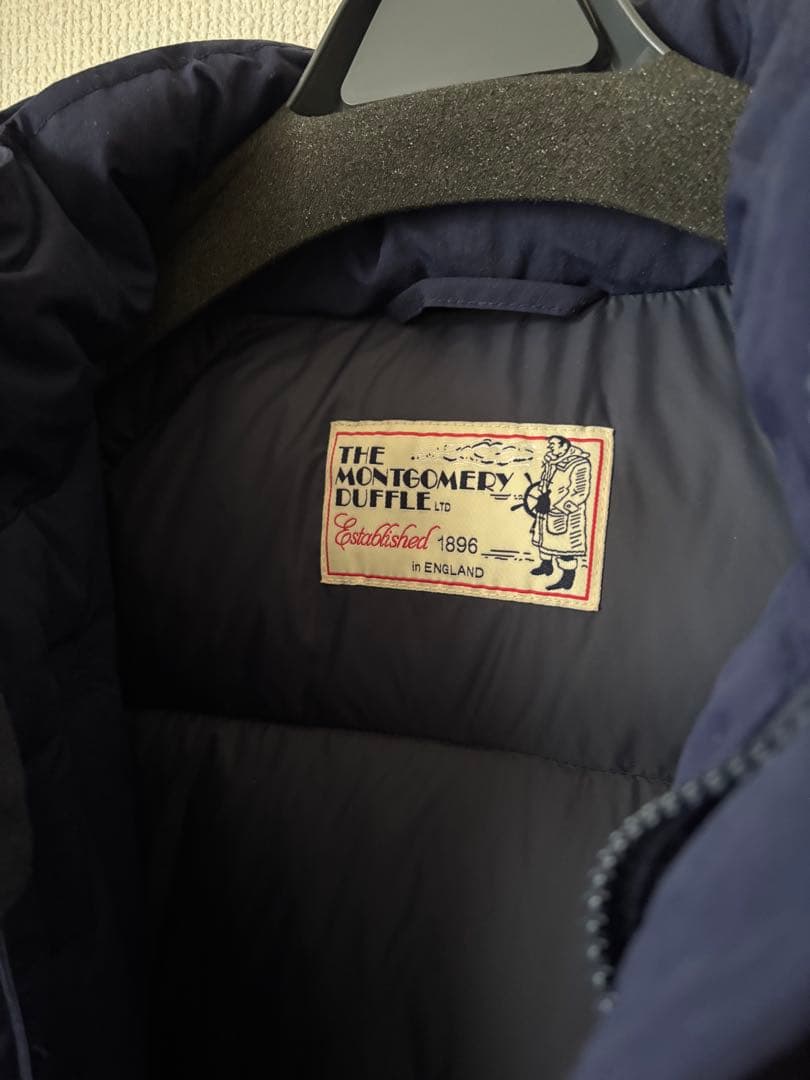 THE
MONTGOMERY
DUFFLE LTD
Established 1896
in ENGLAND